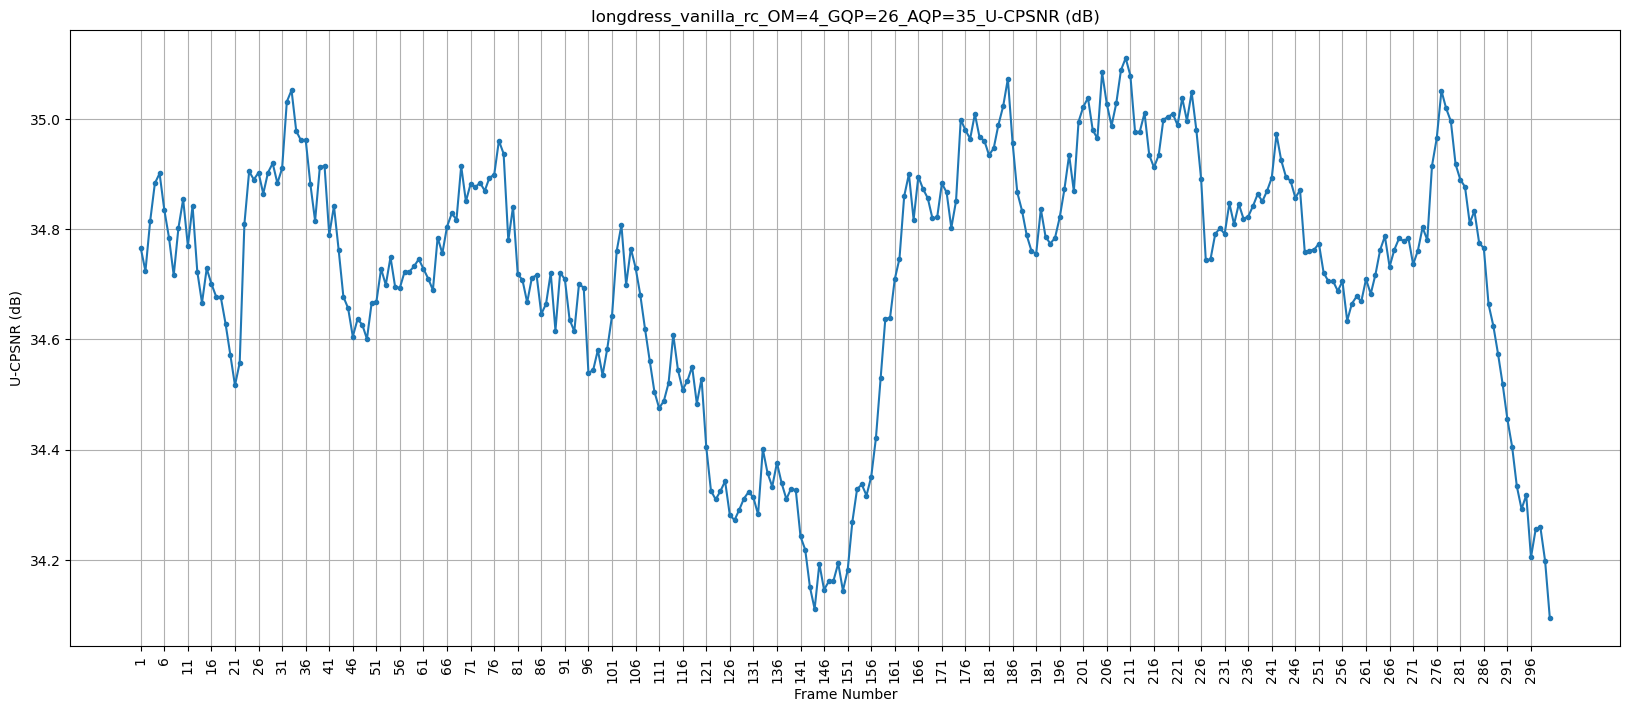 longdress_vanilla_rc_OM=4_GQP=26_AQP=35_U-CPSNR (dB)
U-CPSNR (dB)
35.0
34.8
34.6
34.4
34.2
1 6 11 16 21 26 31 36 41 46 51 56 61 66 71 76 81 86 91 96 101 106 111 116 121 126 131 136 141 146 151 156 161 166 171 176 181 186 191 196 201 206 211 216 221 226 231 236 241 246 251 256 261 266 271 276 281 286 291 296
Frame Number